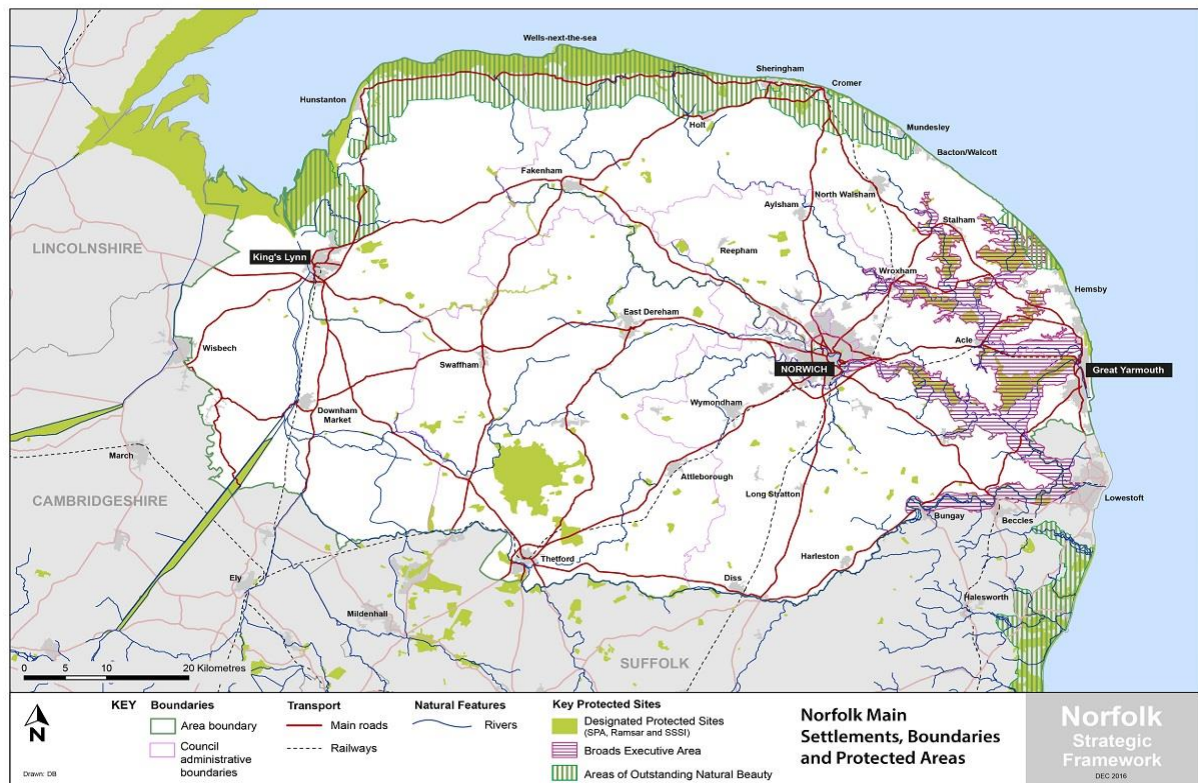 Wells-next-the-sea
Sheringham
Cromer
Hunstanton
Holt
Mundesley
Bacton/Walcott
Fakenham
North Walsham
Aylsham
Stalham
LINCOLNSHIRE
King's Lynn
Reepham
Wroxham
Hemsby
East Dereham
Wisbech
Swaffham
Acle
NORWICH
Great Yarmouth
Wymondham
Downham
Market
March
Attleborough
CAMBRIDGESHIRE
Long Stratton
Lowestoft
Bungay
Beccles
Thetford
Harleston
Ely
Diss
Halesworth
Mildenhall
SUFFOLK
0 5 10 20 Kilometres
N
Drawn: DB
KEY
Boundaries
Area boundary
Council
administrative
boundaries
Transport
Main roads
Railways
Natural Features
Rivers
Key Protected Sites
Designated Protected Sites
(SPA, Ramsar and SSSI)
Broads Executive Area
Areas of Outstanding Natural Beauty
Norfolk Main
Settlements, Boundaries
and Protected Areas
Norfolk
Strategic
Framework
DEC 2016